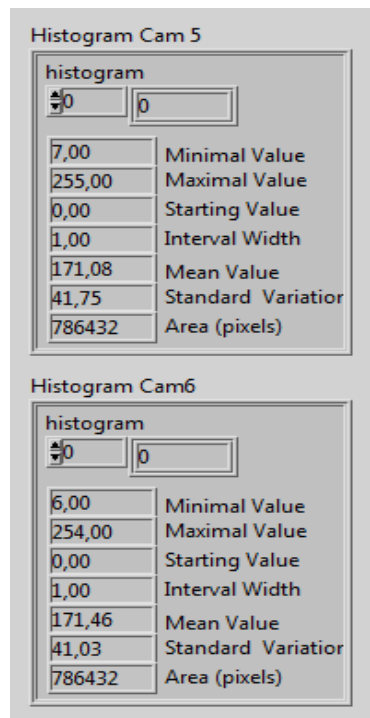 Histogram Cam 5
histogram
0 0
7,00 Minimal Value
255,00 Maximal Value
0,00 Starting Value
1,00 Interval Width
171,08 Mean Value
41,75 Standard Variation
786432 Area (pixels)
Histogram Cam6
histogram
0 0
6,00 Minimal Value
254,00 Maximal Value
0,00 Starting Value
1,00 Interval Width
171,46 Mean Value
41,03 Standard Variation
786432 Area (pixels)